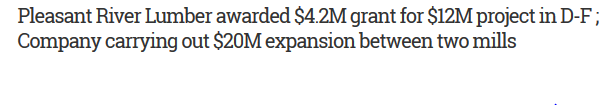 Pleasant River Lumber awarded $4.2M grant for $12M project in D-F ;
Company carrying out $20M expansion between two mills